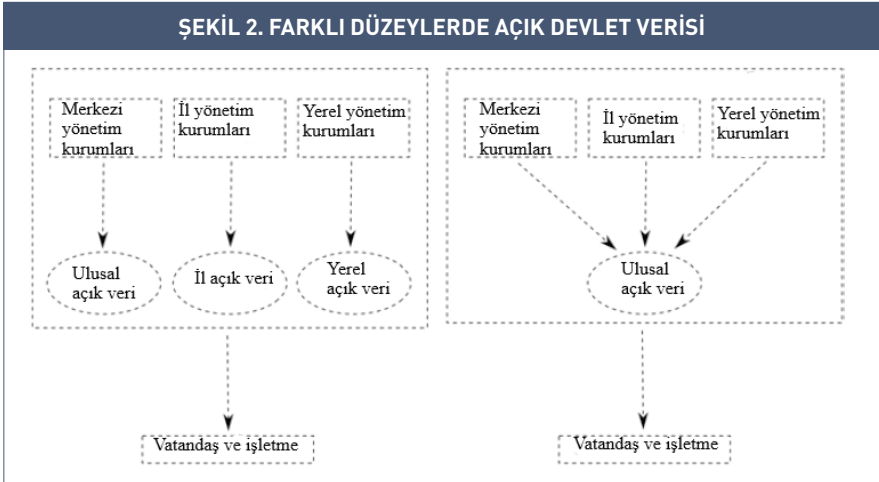 ŞEKİL 2. FARKLI DÜZEYLERDE AÇIK DEVLET VERİSİ
Merkezi
yönetim
kurumları
İl yönetim
kurumları
Yerel yönetim
kurumları
Ulusal
açık veri
İl açık veri
Yerel
açık veri
Vatandaş ve işletme
Merkezi
yönetim
kurumları
İl yönetim
kurumları
Yerel yönetim
kurumları
Ulusal
açık veri
Vatandaş ve işletme